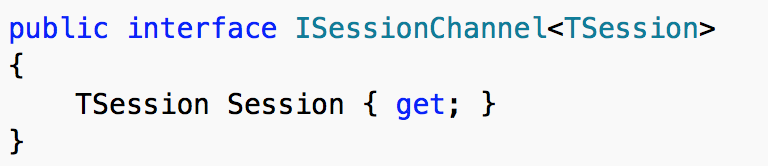 public interface ISessionChannel<TSession>
{
    TSession Session { get; }
}